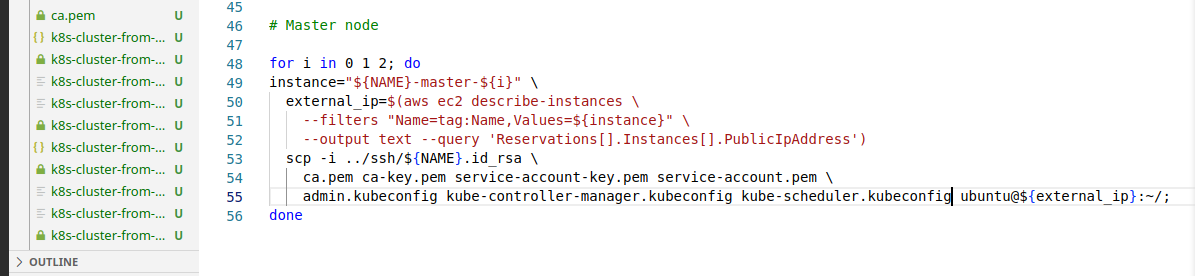 ca.pem U
{} k8s-cluster-from-... U
k8s-cluster-from-... U
k8s-cluster-from-... U
k8s-cluster-from-... U
k8s-cluster-from-... U
{} k8s-cluster-from-... U
k8s-cluster-from-... U
k8s-cluster-from-... U
k8s-cluster-from-... U
k8s-cluster-from-... U
OUTLINE
45
46 # Master node
47
48 for i in 0 1 2; do
49 instance="${NAME}-master-${i}" \
50 external_ip=$(aws ec2 describe-instances \
51 --filters "Name=tag:Name,Values=${instance}" \
52 --output text --query 'Reservations[].Instances[].PublicIpAddress')
53 scp -i ../ssh/${NAME}.id_rsa \
54 ca.pem ca-key.pem service-account-key.pem service-account.pem \
55 admin.kubeconfig kube-controller-manager.kubeconfig kube-scheduler.kubeconfig ubuntu@${external_ip}:~/;
56 done